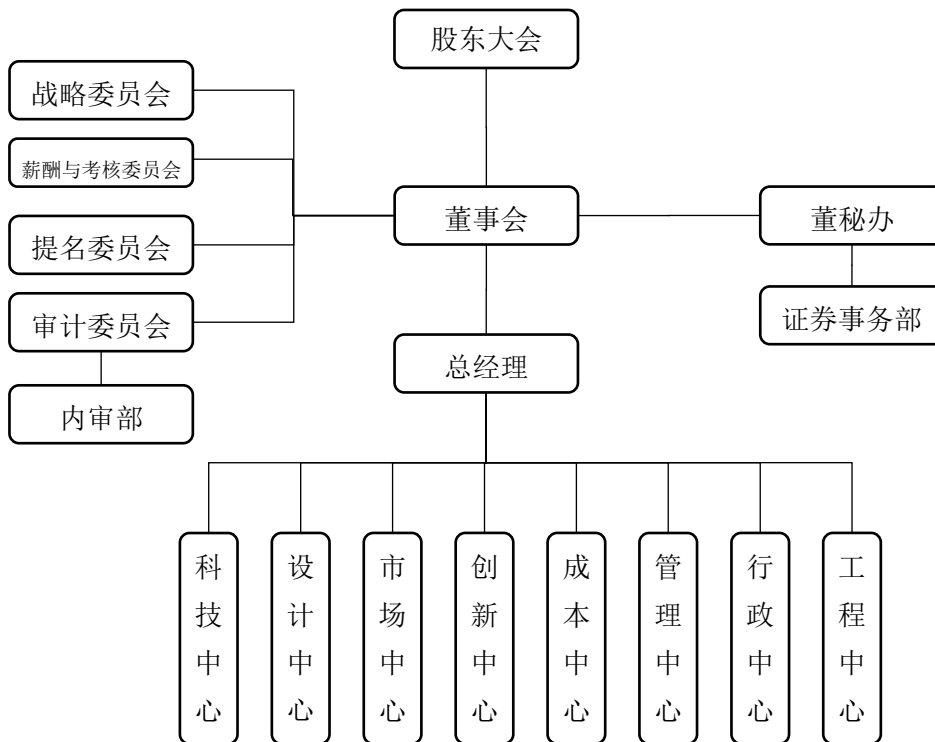 股东大会
战略委员会
薪酬与考核委员会
董事会
董秘办
提名委员会
审计委员会
证券事务部
总经理
内审部
科技中心
设计中心
市场中心
创新中心
成本中心
管理中心
行政中心
工程中心